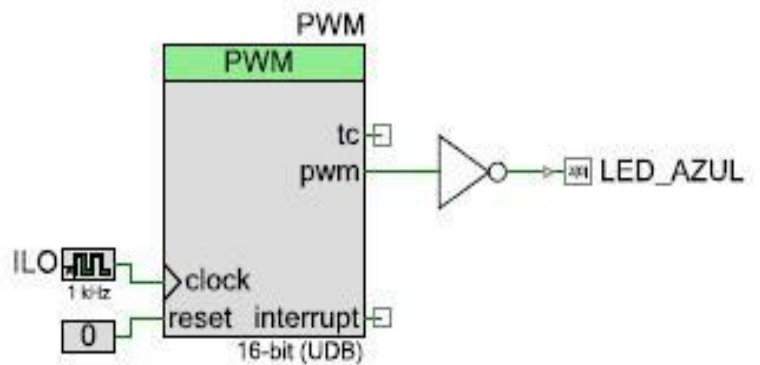 PWM
PWM
tc
pwm
LED_AZUL
ILO
1 kHz
clock
0
reset
interrupt
16-bit (UDB)